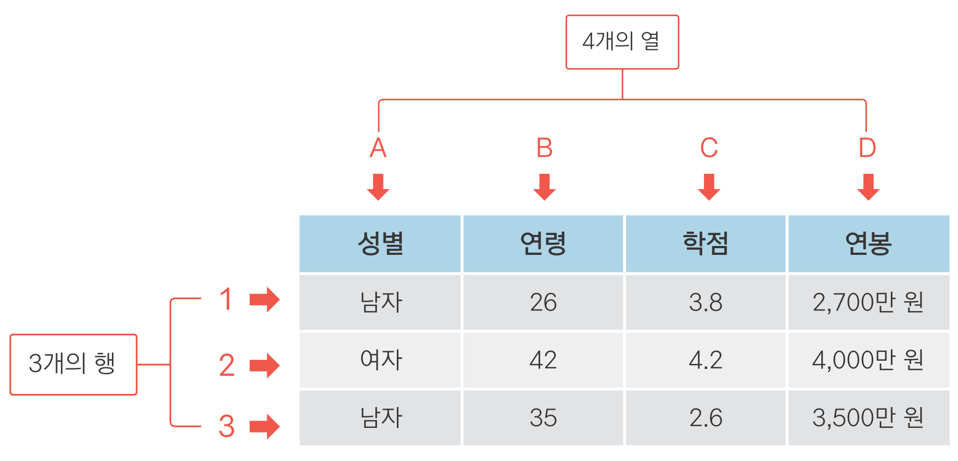 4개의 열
A B C D
성별 연령 학점 연봉
1 남자 26 3.8 2,700만 원
3개의 행
2 여자 42 4.2 4,000만 원
3 남자 35 2.6 3,500만 원